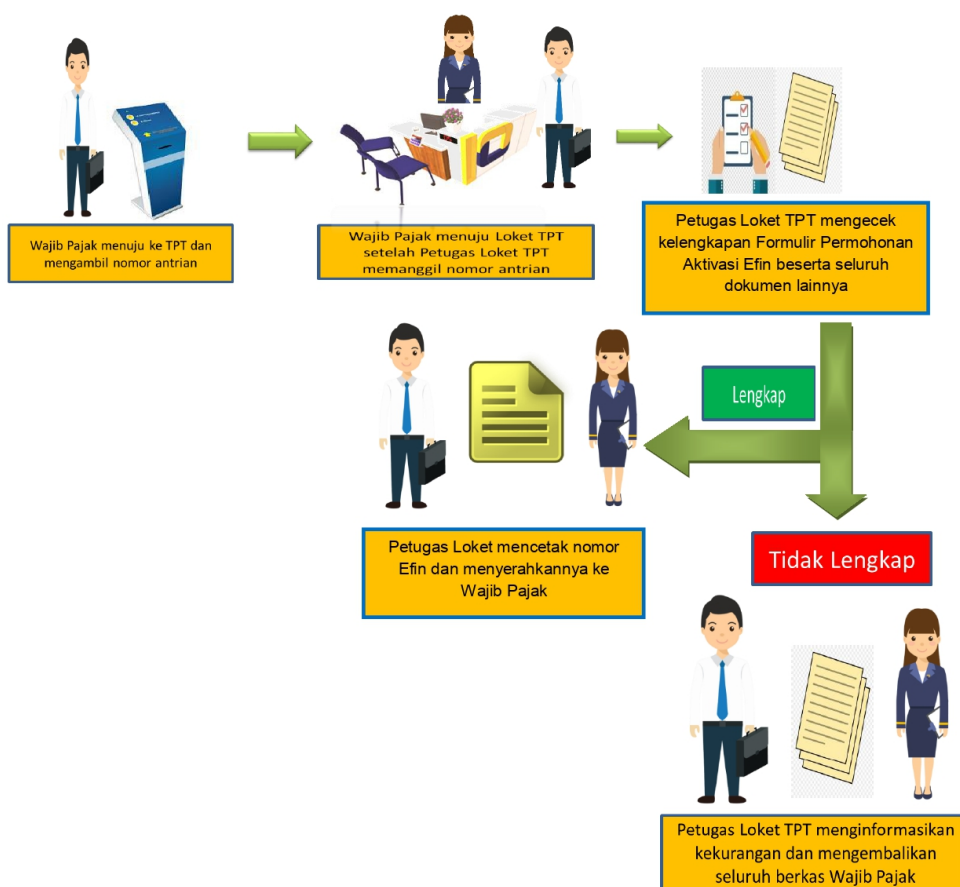 Wajib Pajak menuju ke TPT dan
mengambil nomor antrian
Wajib Pajak menuju Loket TPT
setelah Petugas Loket TPT
memanggil nomor antrian
Petugas Loket TPT mengecek
kelengkapan Formulir Permohonan
Aktivasi Efin beserta seluruh
dokumen lainnya
Lengkap
Petugas Loket mencetak nomor
Efin dan menyerahkannya ke
Wajib Pajak
Tidak Lengkap
Petugas Loket TPT menginformasikan
kekurangan dan mengembalikan
seluruh berkas Wajib Pajak